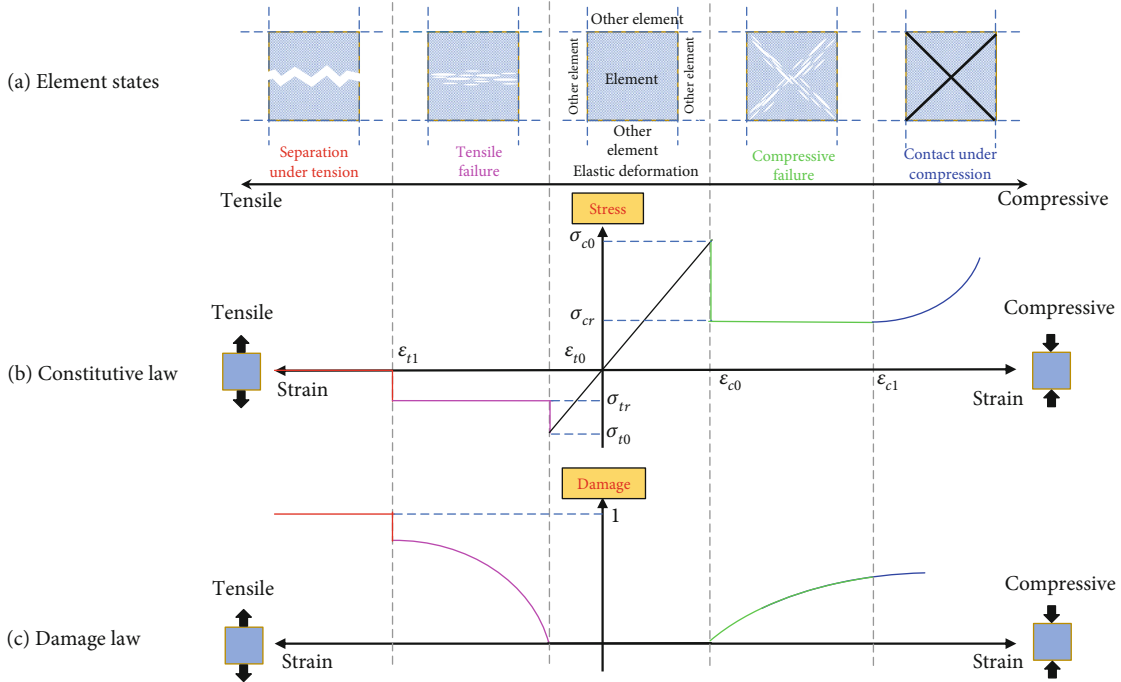 (a) Element states
Other element
Other element
Element
Other element
Other
element
Separation
under tension
Tensile
failure
Elastic deformation
Compressive
failure
Contact under
compression
Tensile
Compressive
Stress
σc0
σcr
Tensile
Compressive
εt1
εt0
(b) Constitutive law
εc0
εc1
Strain
Strain
σtr
σt0
Damage
1
Tensile
Compressive
(c) Damage law
Strain
Strain